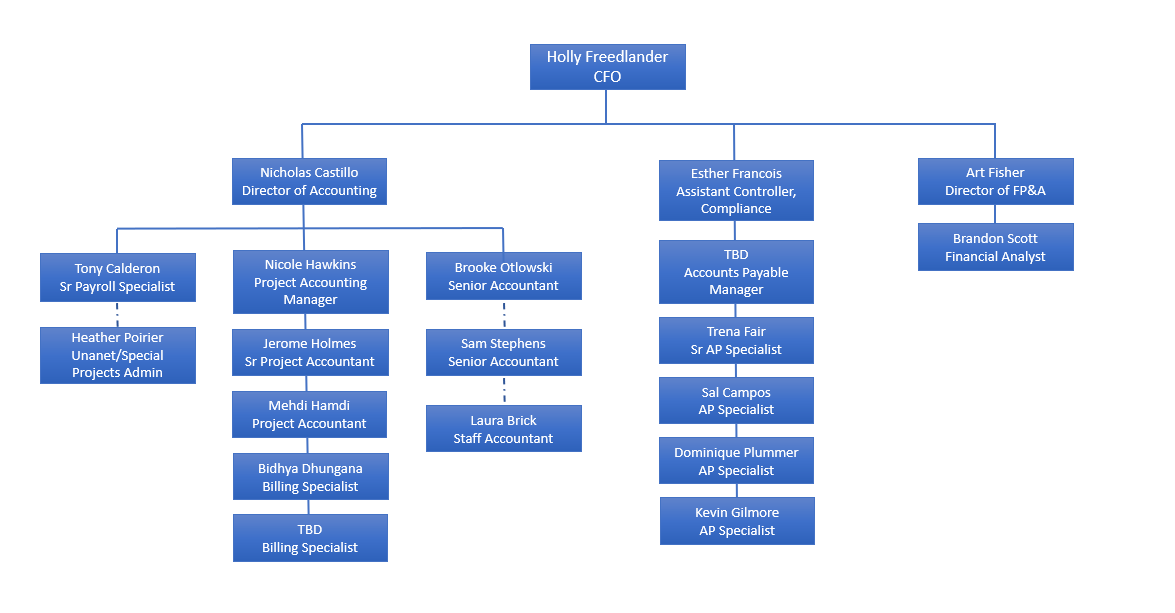 Holly Freedlander
CFO
Nicholas Castillo
Director of Accounting
Esther Francois
Assistant Controller,
Compliance
Art Fisher
Director of FP&A
Tony Calderon
Sr Payroll Specialist
Heather Poirier
Unanet/Special
Projects Admin
Nicole Hawkins
Project Accounting
Manager
Jerome Holmes
Sr Project Accountant
Mehdi Hamdi
Project Accountant
Bidhya Dhungana
Billing Specialist
TBD
Billing Specialist
Brooke Otlowski
Senior Accountant
Sam Stephens
Senior Accountant
Laura Brick
Staff Accountant
TBD
Accounts Payable
Manager
Trena Fair
Sr AP Specialist
Sal Campos
AP Specialist
Dominique Plummer
AP Specialist
Kevin Gilmore
AP Specialist
Brandon Scott
Financial Analyst